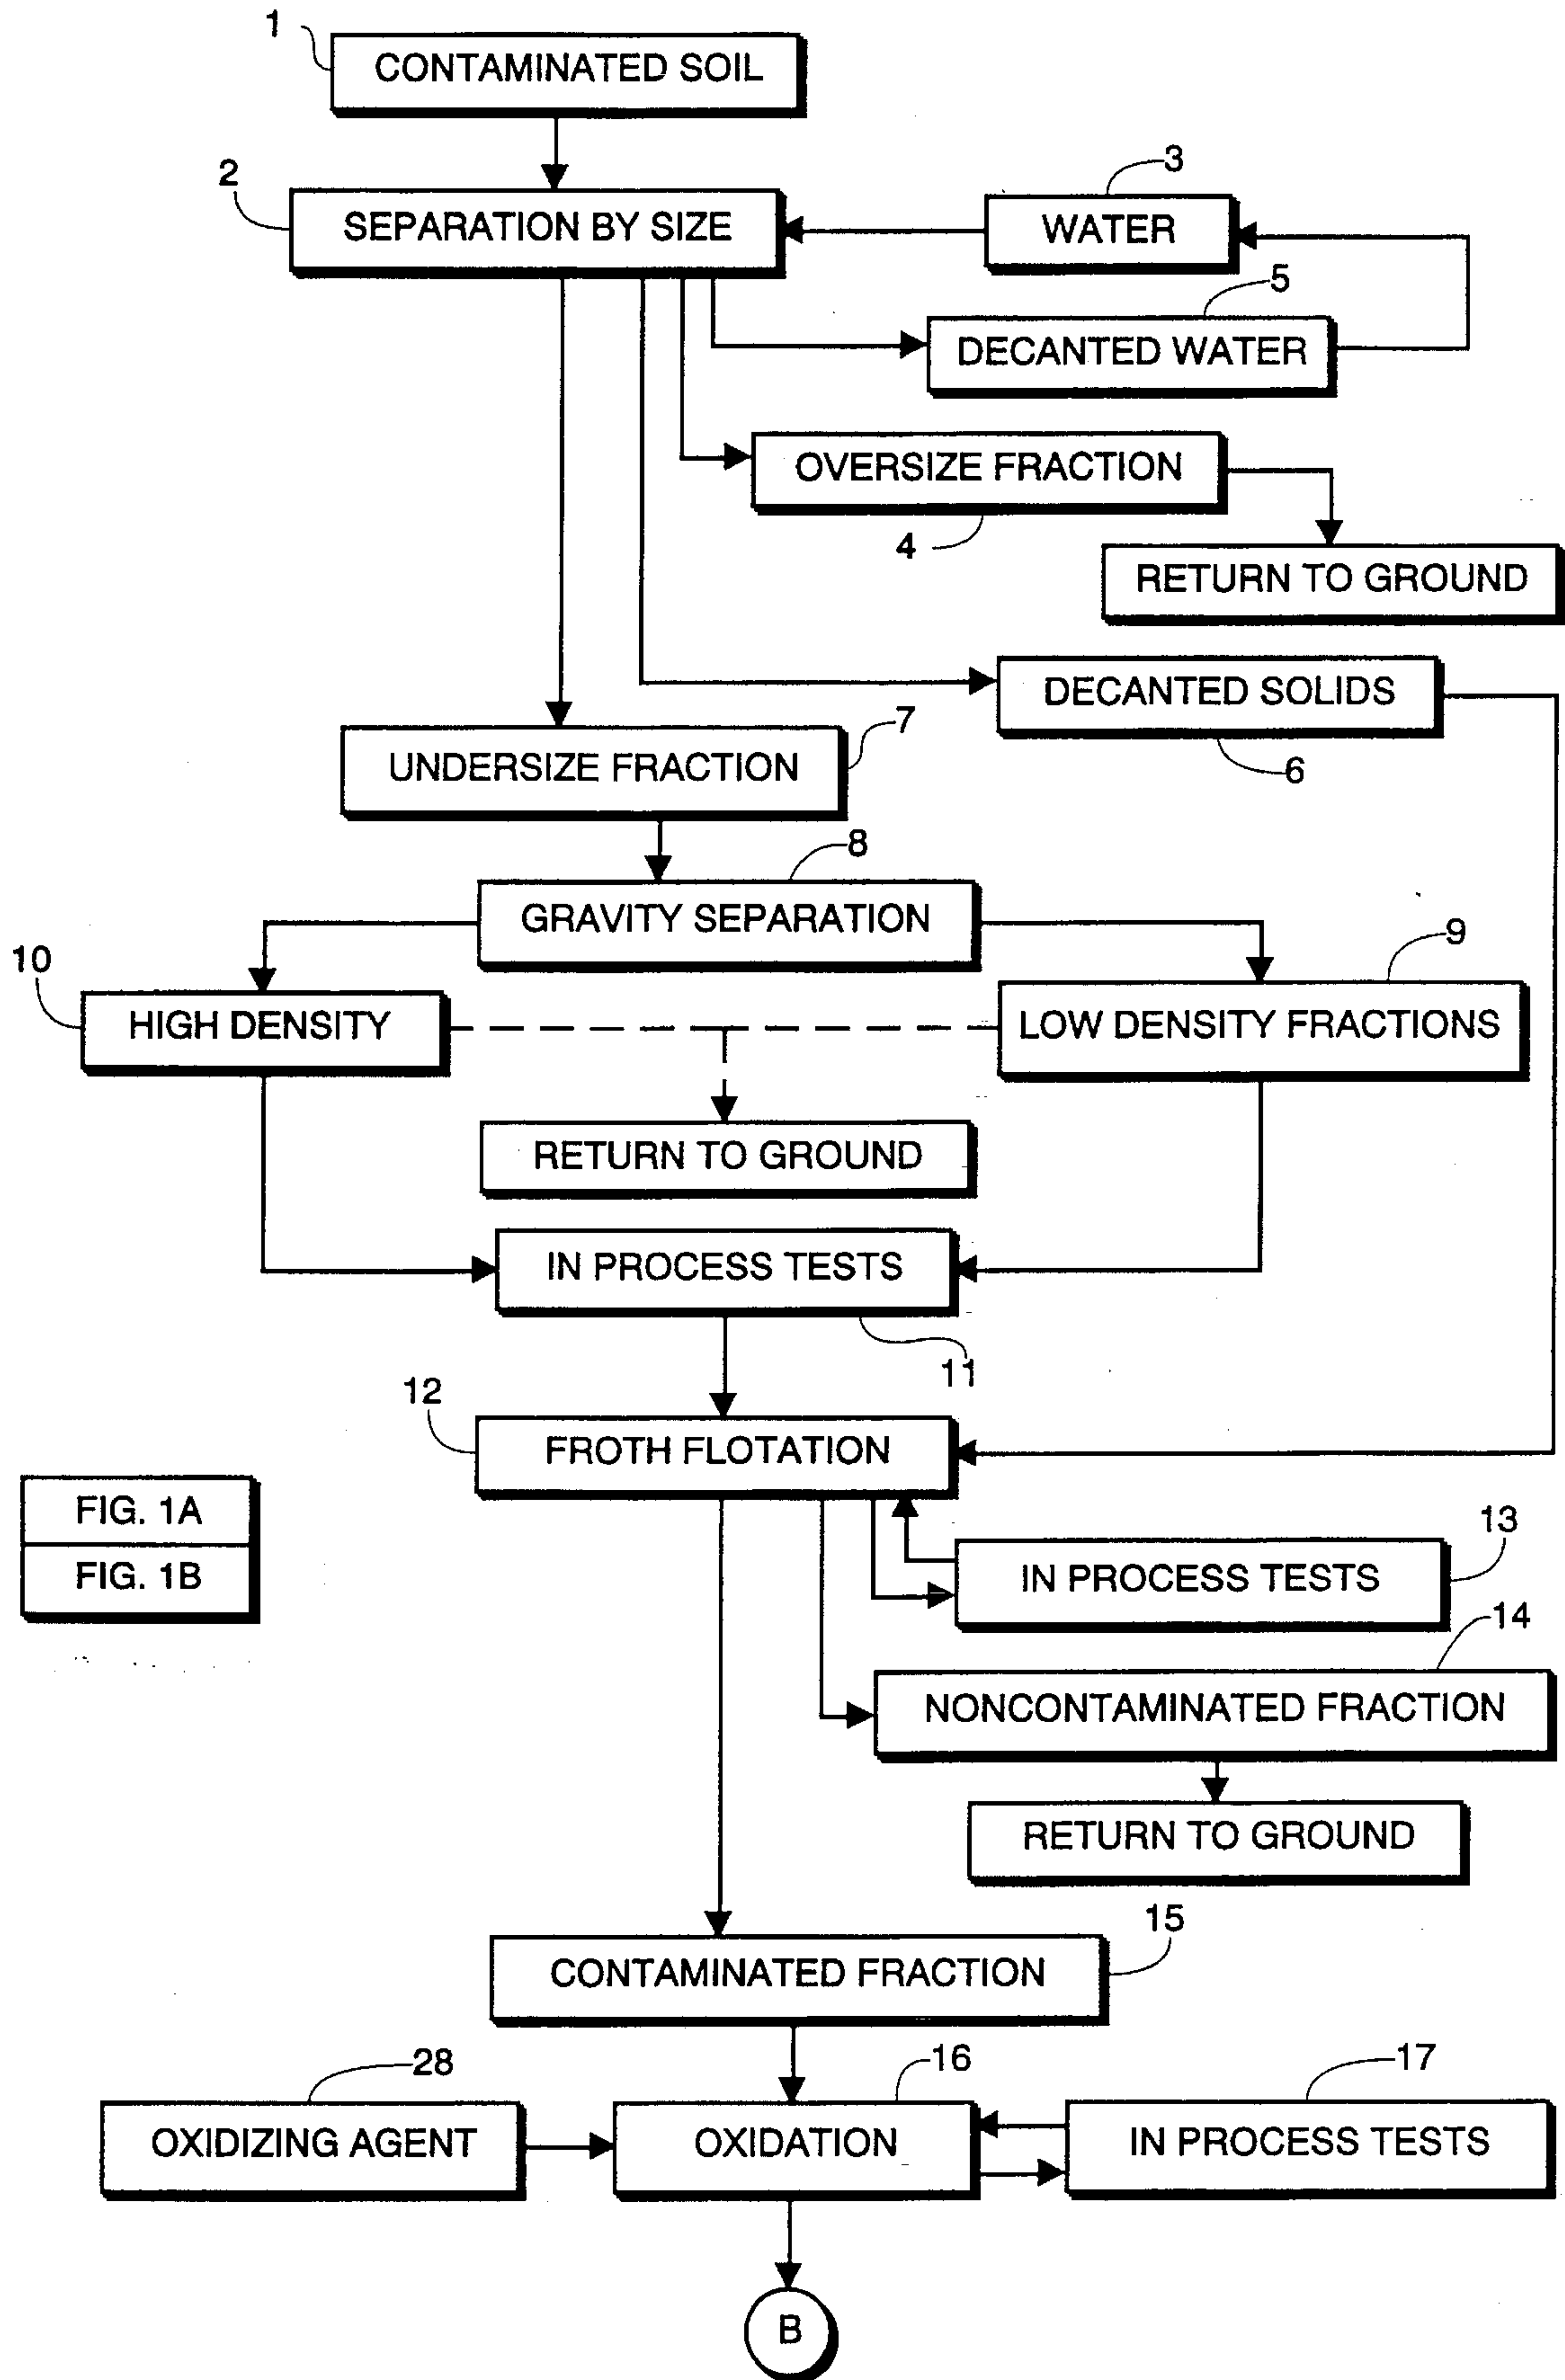 1
CONTAMINATED SOIL
2
SEPARATION BY SIZE
3
WATER
5
DECANTED WATER
OVERSIZE FRACTION
4
RETURN TO GROUND
DECANTED SOLIDS
6
7
UNDERSIZE FRACTION
8
GRAVITY SEPARATION
9
10
HIGH DENSITY
LOW DENSITY FRACTIONS
RETURN TO GROUND
IN PROCESS TESTS
11
12
FROTH FLOTATION
FIG. 1A
FIG. 1B
13
IN PROCESS TESTS
14
NONCONTAMINATED FRACTION
RETURN TO GROUND
15
CONTAMINATED FRACTION
28
16
17
OXIDIZING AGENT
OXIDATION
IN PROCESS TESTS
B